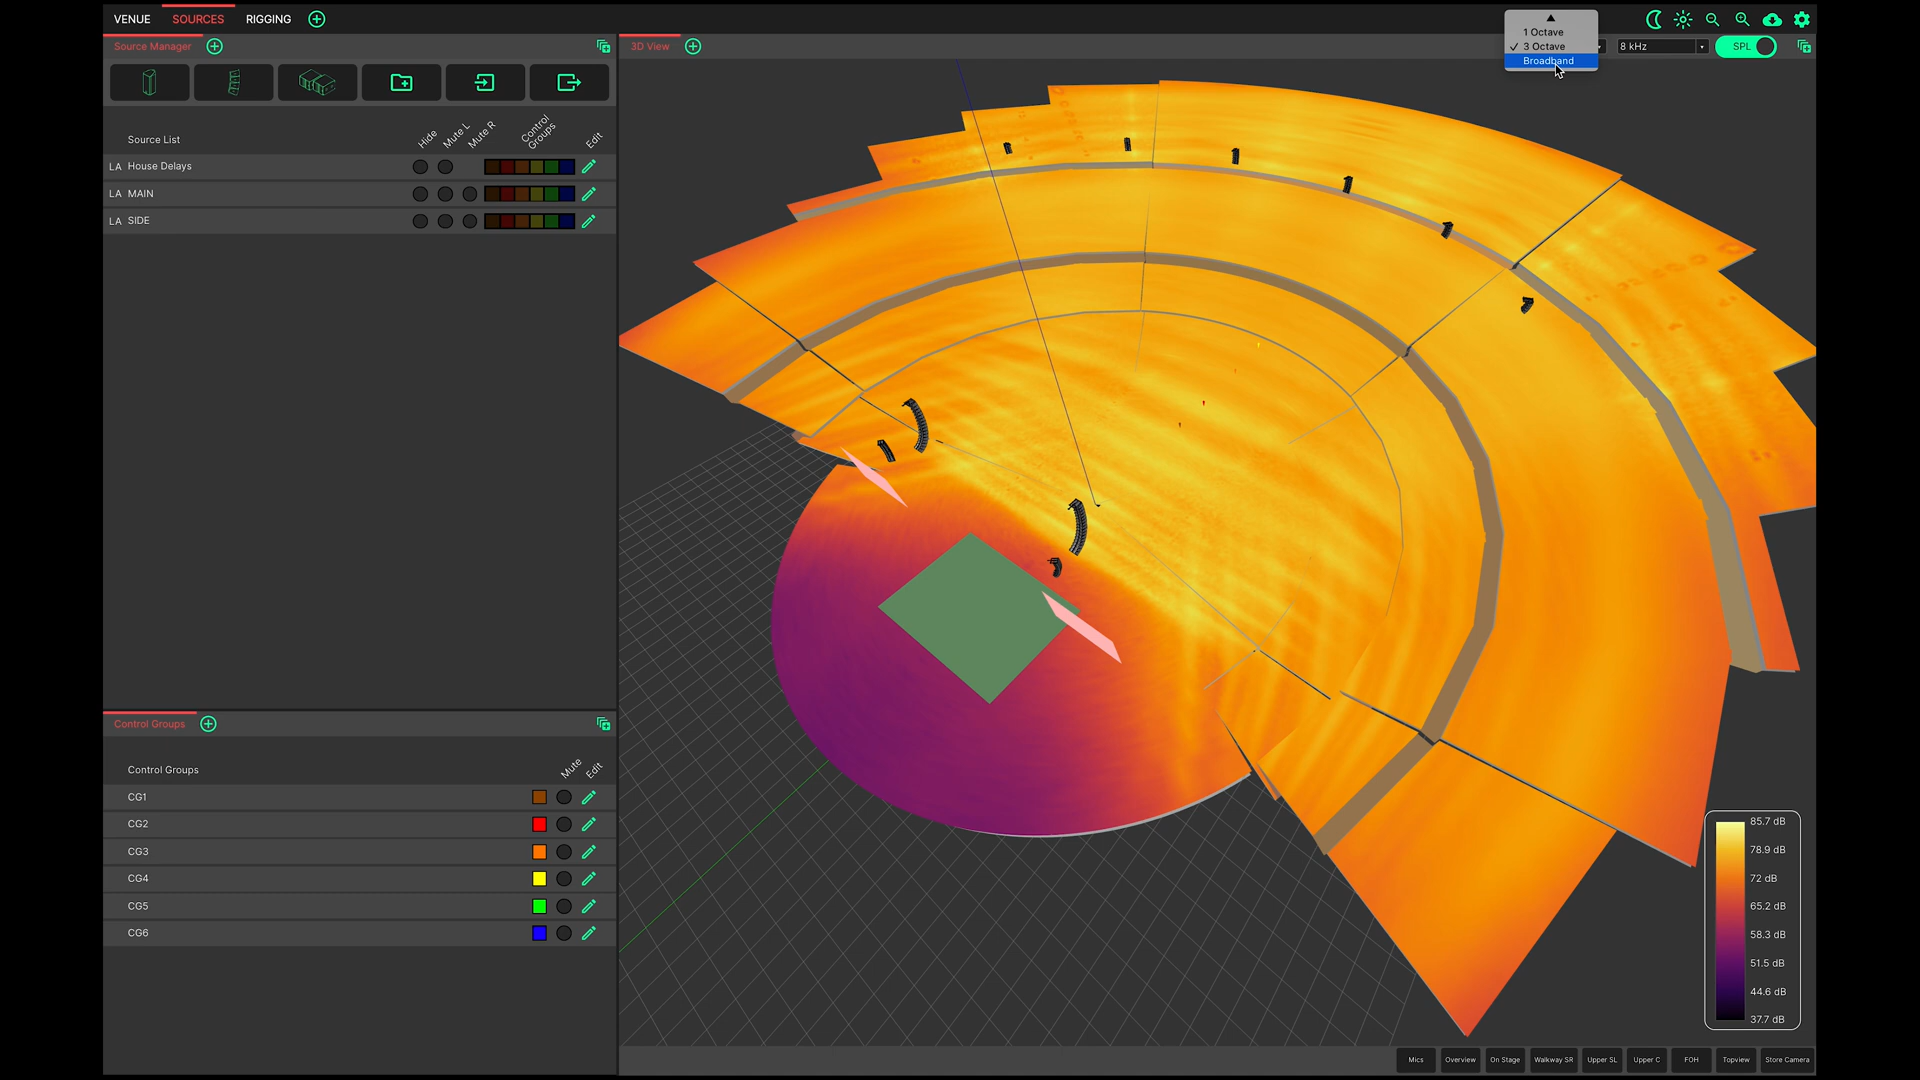 VENUE SOURCES RIGGING
1 Octave
✓ 3 Octave
Broadband
8 kHz
SPL
Source Manager
3D View
Source List
Hide
Mute L
Mute R
Control
Groups
Edit
LA House Delays
LA MAIN
LA SIDE
Control Groups
Control Groups
Mute
Edit
CG1
CG2
CG3
CG4
CG5
CG6
85.7 dB
78.9 dB
72 dB
65.2 dB
58.3 dB
51.5 dB
44.6 dB
37.7 dB
Mics Overview On Stage Walkway SR Upper SL Upper C FOH Topview Store Camera